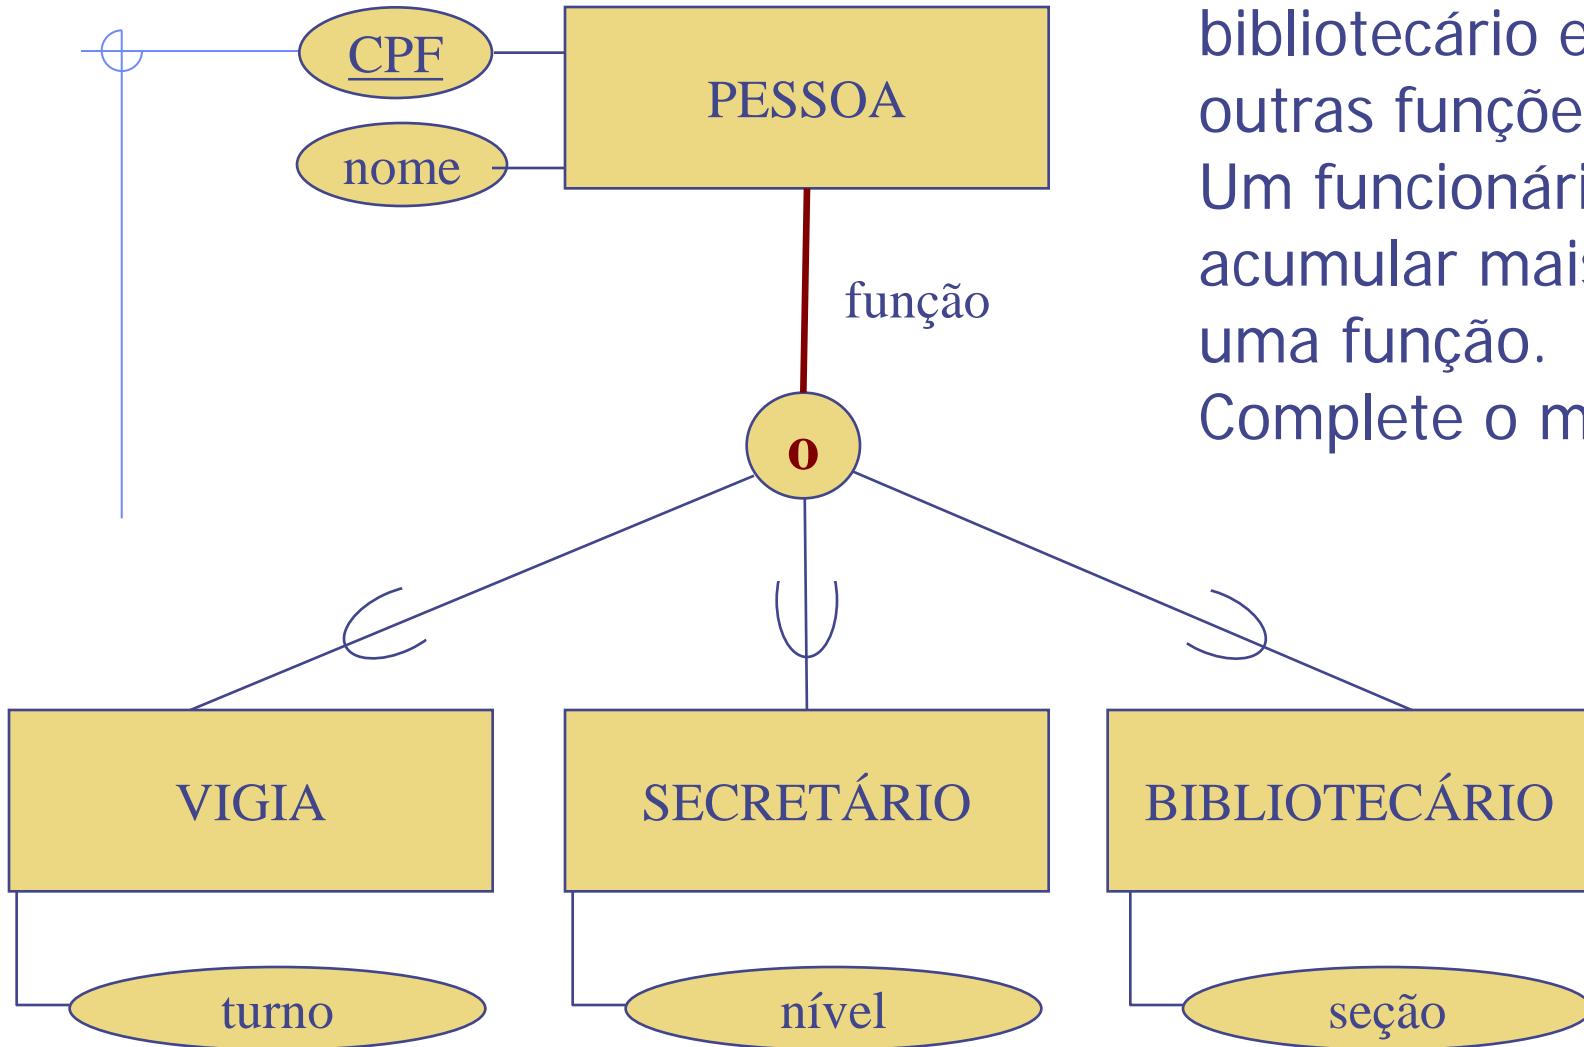 CPF
nome
PESSOA
função
o
bibliotecário e
outras funçõe
Um funcionári
acumular mais
uma função.
Complete o m
VIGIA
SECRETÁRIO
BIBLIOTECÁRIO
turno
nível
seção